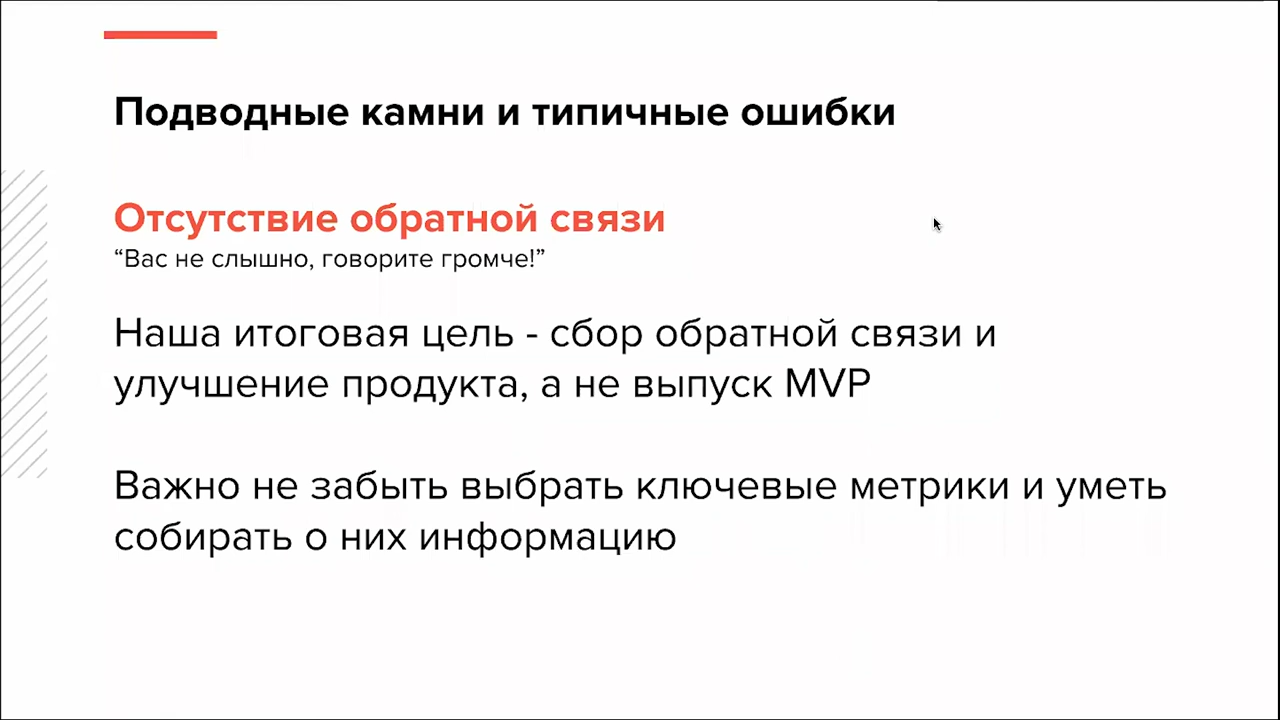 Подводные камни и типичные ошибки
Отсутствие обратной связи
“Вас не слышно, говорите громче!”
Наша итоговая цель - сбор обратной связи и
улучшение продукта, а не выпуск MVP
Важно не забыть выбрать ключевые метрики и уметь
собирать о них информацию